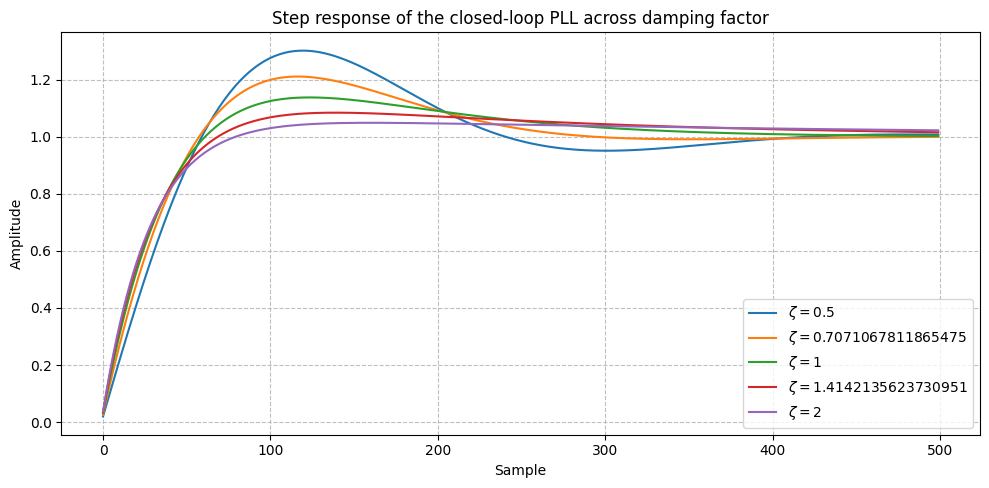 Step response of the closed-loop PLL across damping factor
Amplitude
1.2
1.0
0.8
0.6
0.4
0.2
0.0
0 100 200 300 400 500
Sample
ζ = 0.5
ζ = 0.7071067811865475
ζ = 1
ζ = 1.4142135623730951
ζ = 2